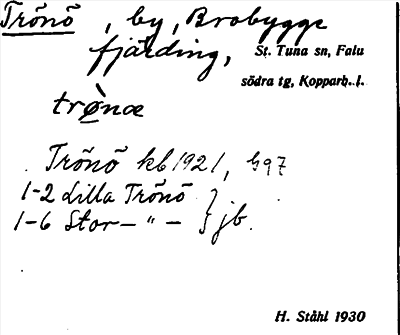 Trönö, by, Brobygge
fjärding, St. Tuna sn, Falu
södra tg, Kopparb. l.
trø̀nœ
Trönö kb 1921, G97
1-2 Lilla Trönö } jb.
1-6 Stor- " -
H. Ståhl 1930